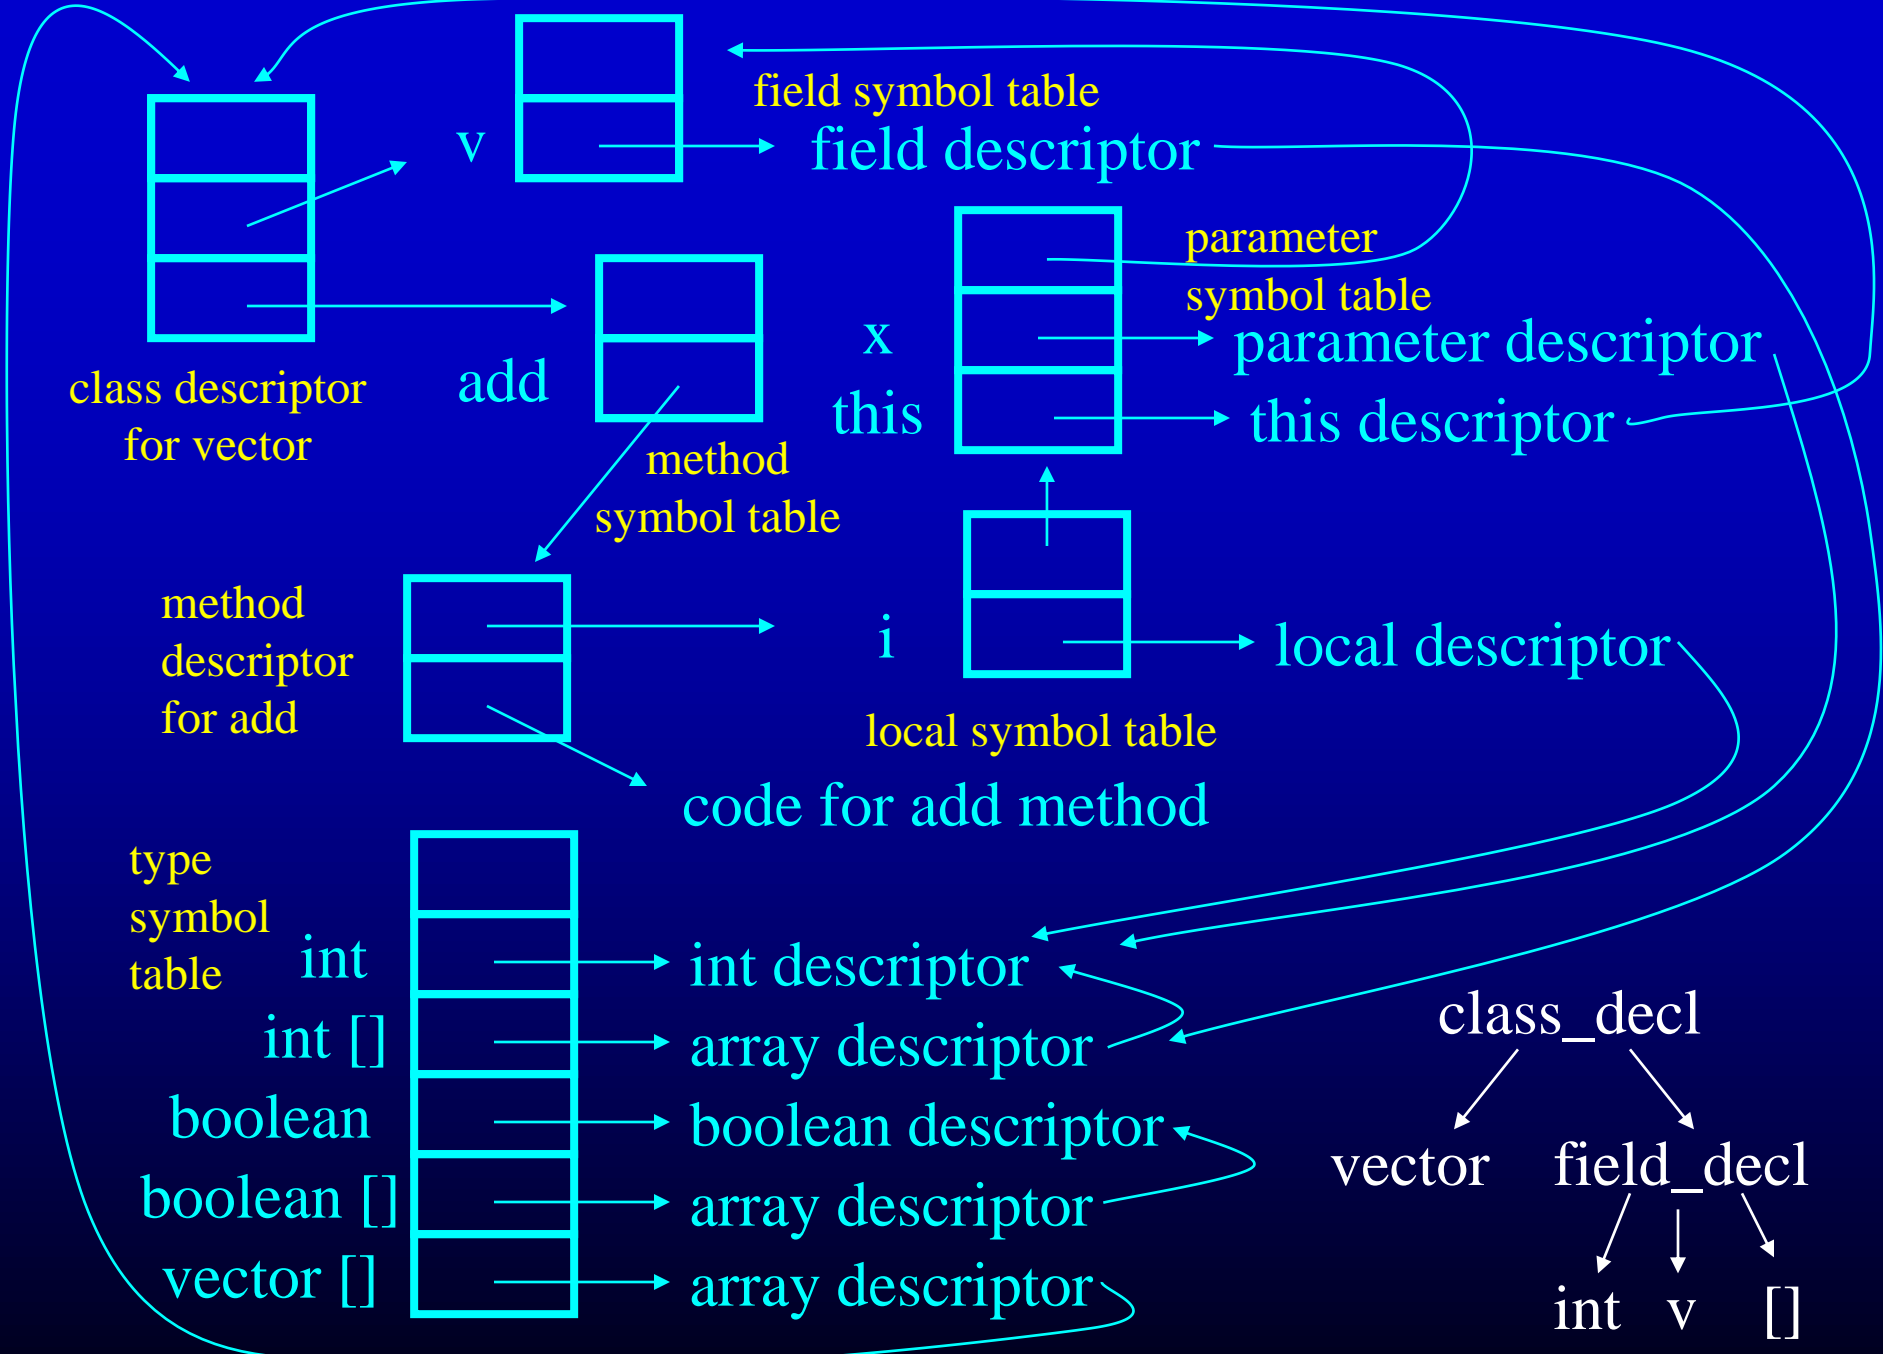 field symbol table
v
field descriptor
parameter
symbol table
x
parameter descriptor
class descriptor
for vector
add
this
this descriptor
method
symbol table
method
descriptor
for add
i
local descriptor
local symbol table
code for add method
type
symbol
table
int
int descriptor
int []
array descriptor
boolean
boolean descriptor
boolean []
array descriptor
vector []
array descriptor
class_decl
vector
field_decl
int
v
[]